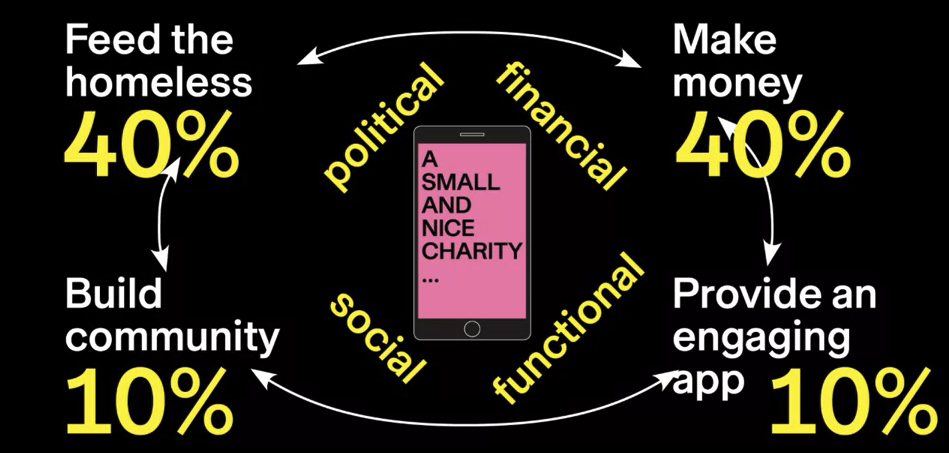 Feed the
homeless
40%
political
financial
Make
money
40%
A
SMALL
AND
NICE
CHARITY
...
Build
community
10%
social
functional
Provide an
engaging
app 10%